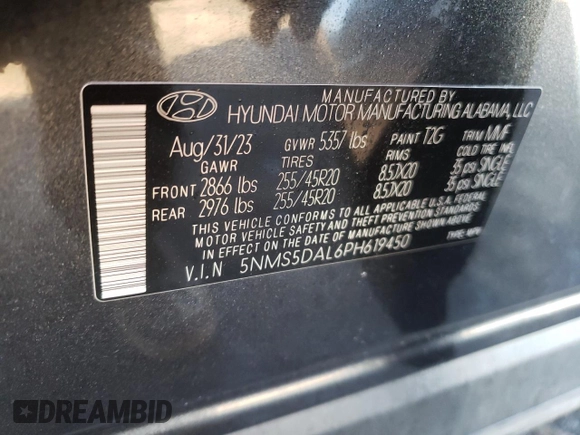 MANUFACTURED BY
HYUNDAI MOTOR MANUFACTURING ALABAMA, LLC
Aug/31/23 GVWR 5357 lbs PAINT T2G TRIM MMF
GAWR TIRES RIMS COLD TIRE INFL.
FRONT 2866 lbs 255/45R20 8.5JX20 35 psi SINGLE
REAR 2976 lbs 255/45R20 8.5JX20 35 psi SINGLE
THIS VEHICLE CONFORMS TO ALL APPLICABLE U.S.A. FEDERAL
MOTOR VEHICLE SAFETY AND THEFT PREVENTION STANDARDS
IN EFFECT ON THE DATE OF MANUFACTURE SHOWN ABOVE.
V.I.N 5NMS5DAL6PH619450 TYPE: MPV
DREAMBID